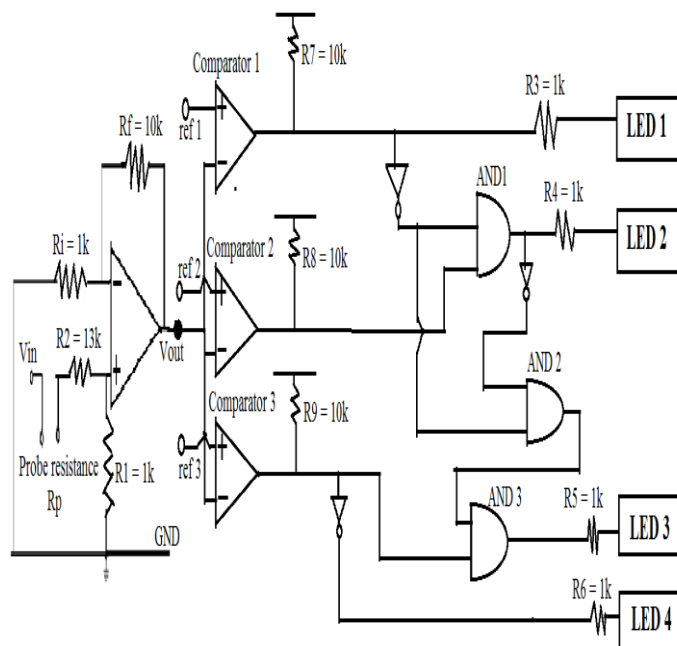 Comparator 1
R7 = 10k
R3 = 1k
LED 1
ref 1
+
-
Rf = 10k
AND1
R4 = 1k
LED 2
Ri = 1k
-
Comparator 2
R8 = 10k
ref 2
+
-
R2 = 13k
+
Vin
Vout
AND 2
Comparator 3
R9 = 10k
ref 3
+
-
Probe resistance
Rp
R1 = 1k
GND
AND 3
R5 = 1k
LED 3
R6 = 1k
LED 4